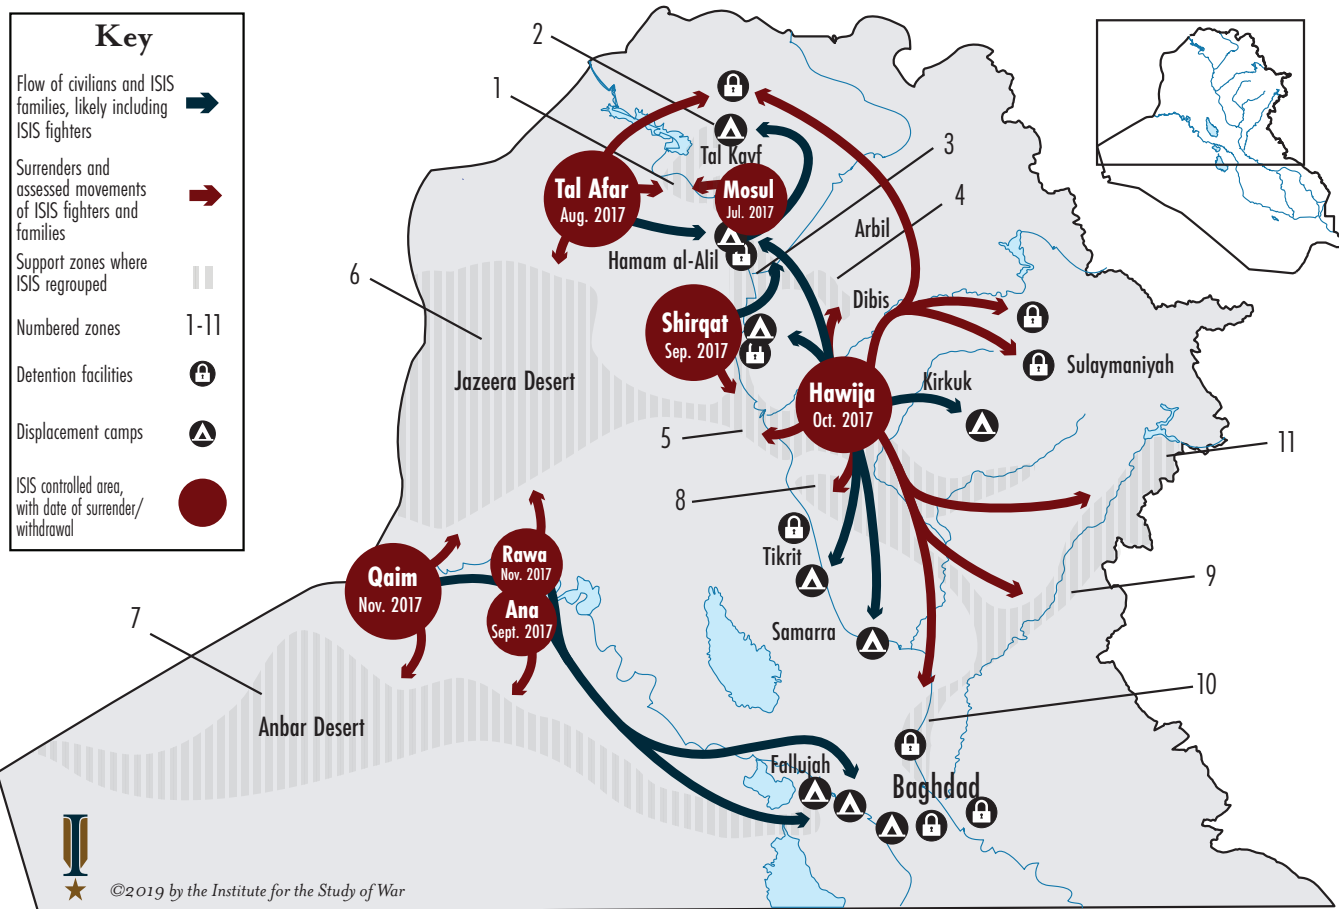 Key
Flow of civilians and ISIS
families, likely including
ISIS fighters
Surrenders and
assessed movements
of ISIS fighters and
families
Support zones where
ISIS regrouped
Numbered zones 1-11
Detention facilities
Displacement camps
ISIS controlled area,
with date of surrender/
withdrawal
2
1
3
4
6
5
8
11
9
7
10
Tal Kayf
Tal Afar
Aug. 2017
Mosul
Jul. 2017
Arbil
Hamam al-Alil
Dibis
Shirqat
Sep. 2017
Sulaymaniyah
Jazeera Desert
Hawija
Oct. 2017
Kirkuk
Tikrit
Rawa
Nov. 2017
Qaim
Nov. 2017
Ana
Sept. 2017
Samarra
Anbar Desert
Fallujah
Baghdad
I
©2019 by the Institute for the Study of War